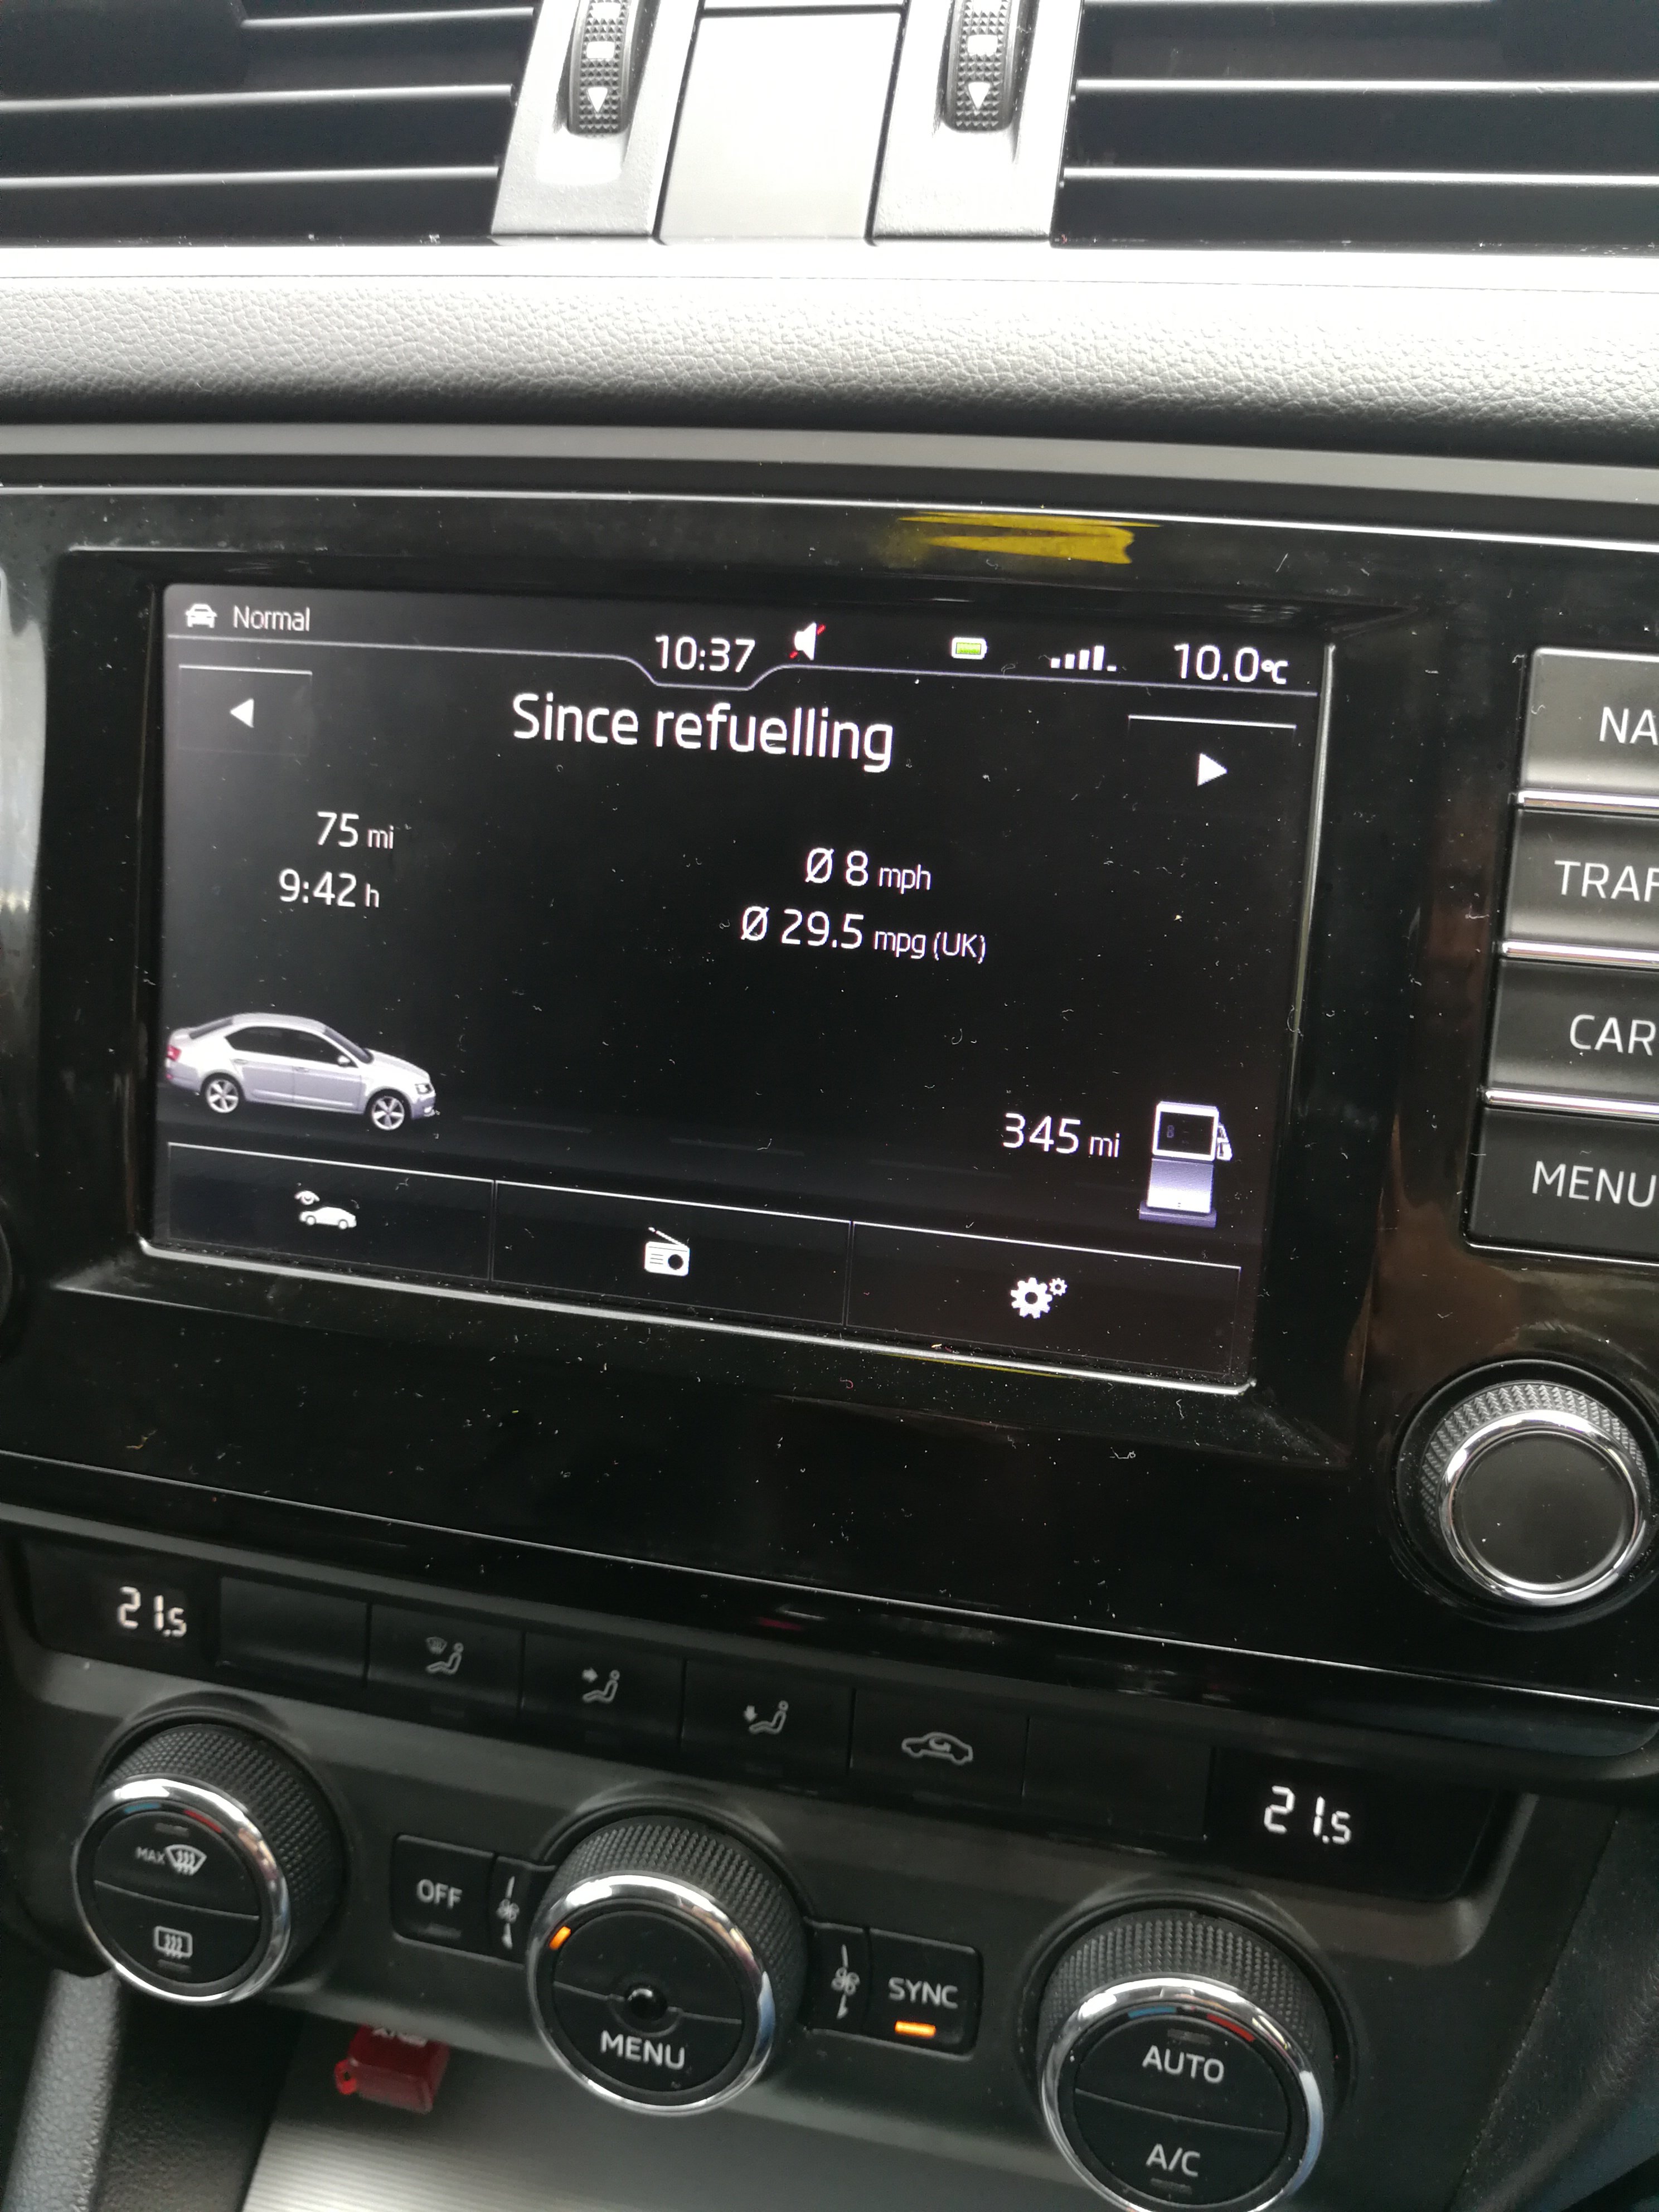 Normal
10:37
10.0°C
Since refuelling
75 mi
9:42 h
Ø 8 mph
Ø 29.5 mpg (UK)
345 mi
NA
TRAF
CAR
MENU
21.5
21.5
MAX
OFF
MENU
SYNC
AUTO
A/C